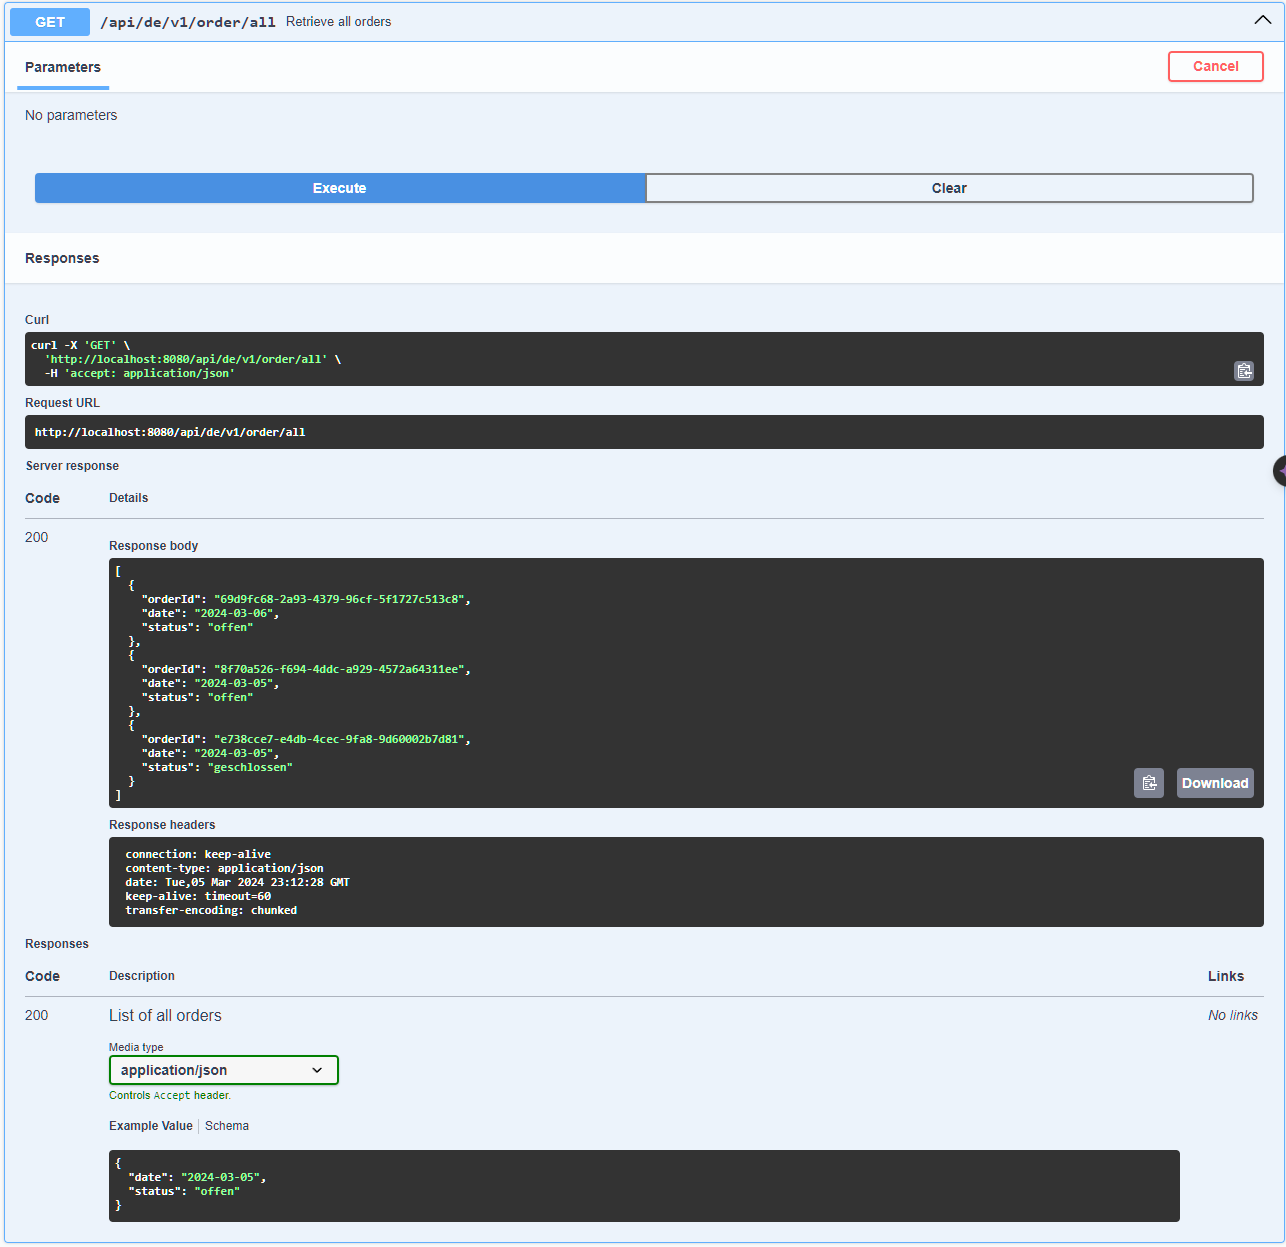 GET /api/de/v1/order/all Retrieve all orders
Parameters Cancel
No parameters
Execute Clear
Responses
Curl
curl -X 'GET' \
  'http://localhost:8080/api/de/v1/order/all' \
  -H 'accept: application/json'
Request URL
http://localhost:8080/api/de/v1/order/all
Server response
Code Details
200
Response body
[
  {
    "orderId": "69d9fc68-2a93-4379-96cf-5f1727c513c8",
    "date": "2024-03-06",
    "status": "offen"
  },
  {
    "orderId": "8f70a526-f694-4ddc-a929-4572a64311ee",
    "date": "2024-03-05",
    "status": "offen"
  },
  {
    "orderId": "e738cce7-e4db-4cec-9fa8-9d60002b7d81",
    "date": "2024-03-05",
    "status": "geschlossen"
  }
]
Download
Response headers
connection: keep-alive
content-type: application/json
date: Tue,05 Mar 2024 23:12:28 GMT
keep-alive: timeout=60
transfer-encoding: chunked
Responses
Code Description Links
200 List of all orders No links
Media type
application/json
Controls Accept header.
Example Value Schema
{
  "date": "2024-03-05",
  "status": "offen"
}